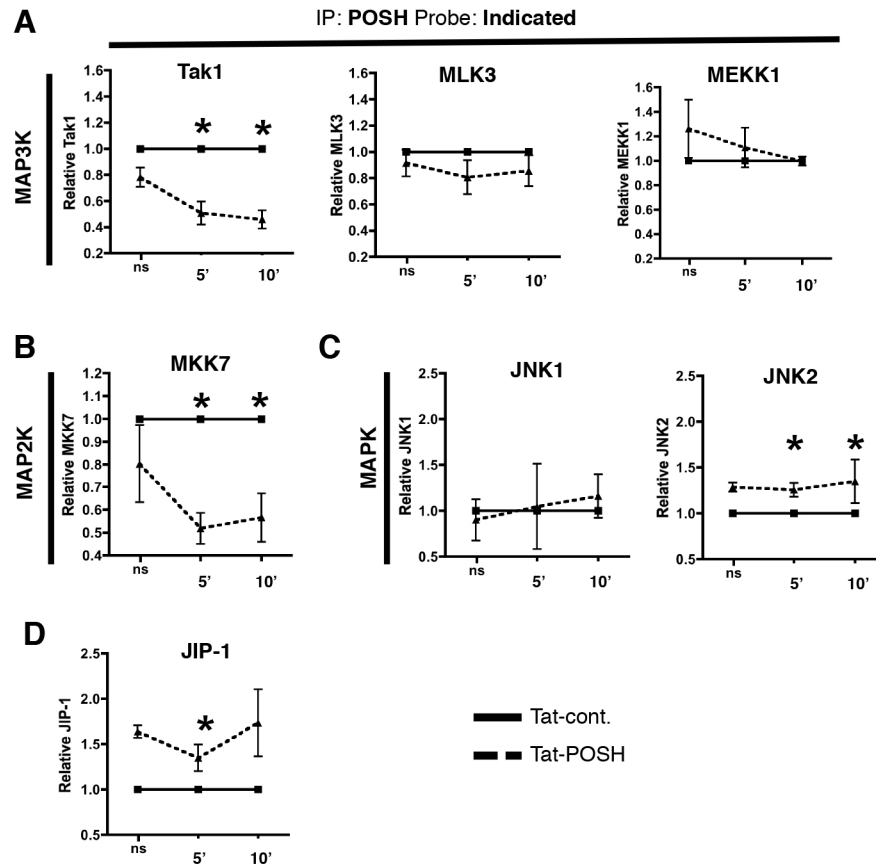 A
IP: POSH Probe: Indicated
MAP3K
Tak1
Relative Tak1
1.6
1.4
1.2
1.0
0.8
0.6
0.4
0.2
* *
ns 5' 10'
MLK3
Relative MLK3
1.6
1.4
1.2
1.0
0.8
0.6
0.4
0.2
ns 5' 10'
MEKK1
Relative MEKK1
1.6
1.4
1.2
1.0
0.8
0.6
0.4
0.2
ns 5' 10'
B
MAP2K
MKK7
Relative MKK7
1.2
1.1
1.0
0.9
0.8
0.7
0.6
0.5
0.4
* *
ns 5' 10'
C
MAPK
JNK1
Relative JNK1
2.5
2.0
1.5
1.0
0.5
ns 5' 10'
JNK2
Relative JNK2
2.5
2.0
1.5
1.0
0.5
* *
ns 5' 10'
D
JIP-1
Relative JIP-1
2.5
2.0
1.5
1.0
0.5
*
ns 5' 10'
Tat-cont.
Tat-POSH